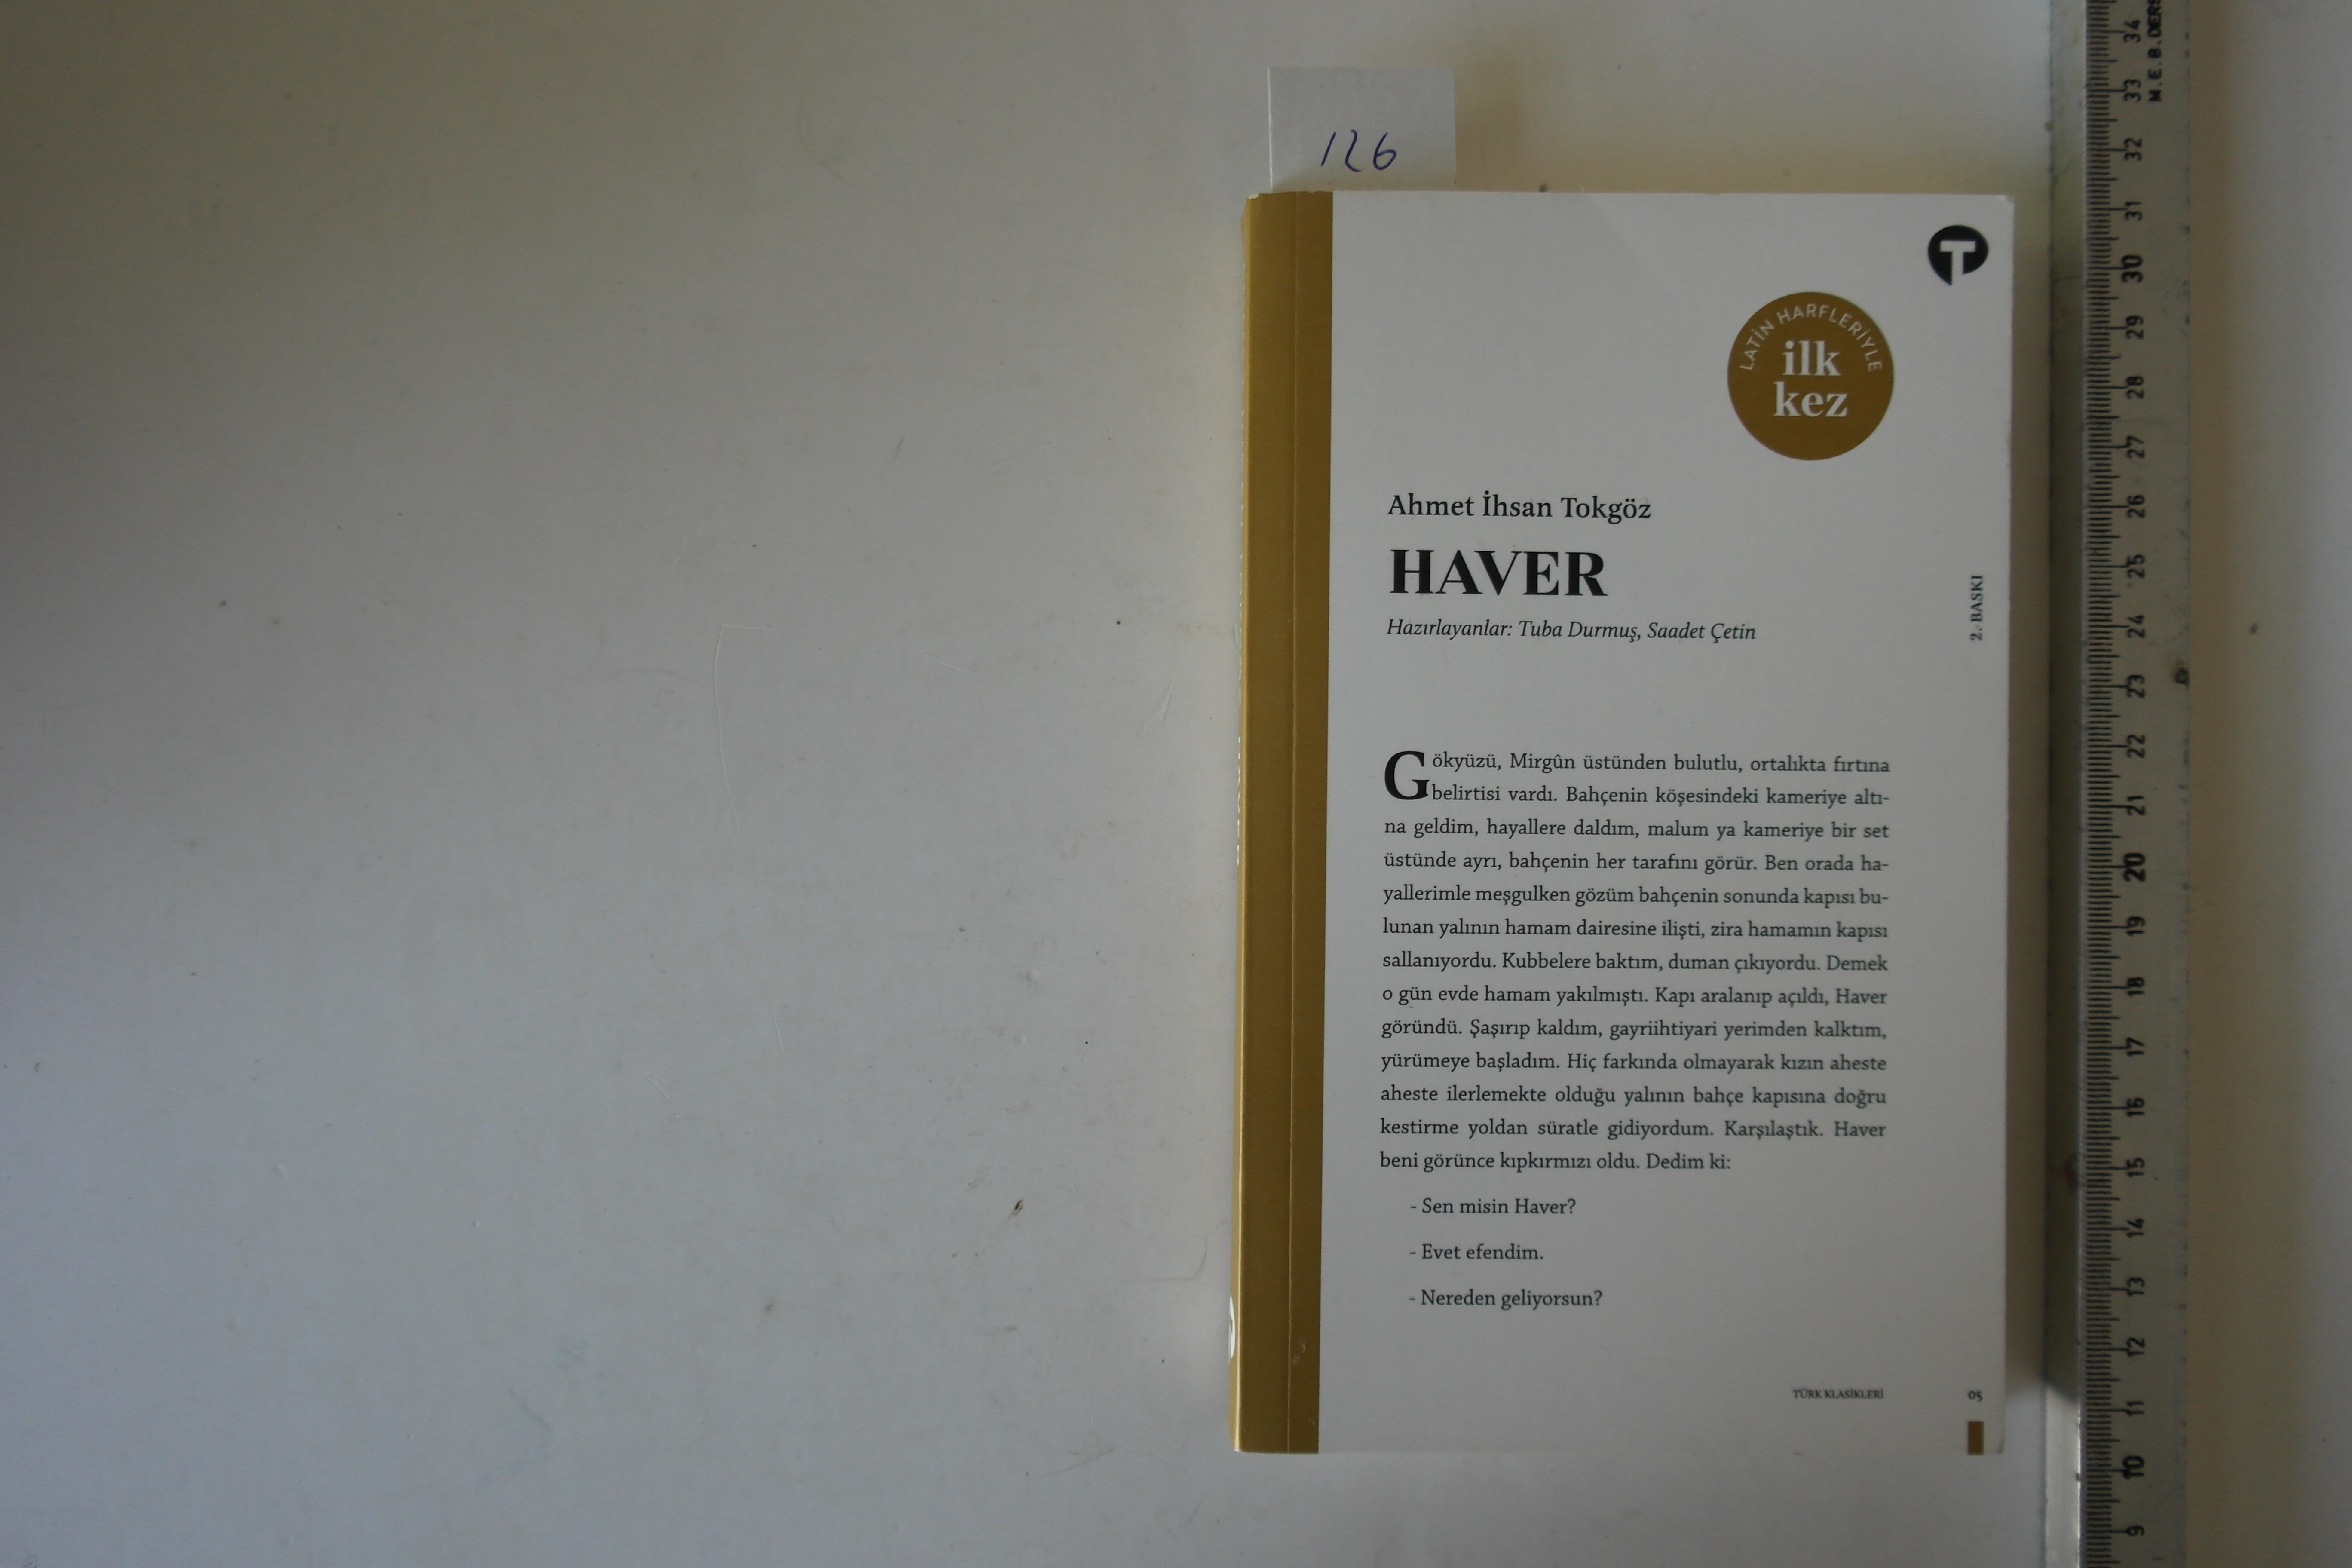 126
T
LATİN HARFLERİYLE
ilk
kez
Ahmet İhsan Tokgöz
HAVER
Hazırlayanlar: Tuba Durmuş, Saadet Çetin
2. BASKI
Gökyüzü, Mirgûn üstünden bulutlu, ortalıkta fırtına
belirtisi vardı. Bahçenin köşesindeki kameriye altı-
na geldim, hayallere daldım, malum ya kameriye bir set
üstünde ayrı, bahçenin her tarafını görür. Ben orada ha-
yallerimle meşgulken gözüm bahçenin sonunda kapısı bu-
lunan yalının hamam dairesine ilişti, zira hamamın kapısı
sallanıyordu. Kubbelere baktım, duman çıkıyordu. Demek
o gün evde hamam yakılmıştı. Kapı aralanıp açıldı, Haver
göründü. Şaşırıp kaldım, gayriihtiyari yerimden kalktım,
yürümeye başladım. Hiç farkında olmayarak kızın aheste
aheste ilerlemekte olduğu yalının bahçe kapısına doğru
kestirme yoldan süratle gidiyordum. Karşılaştık. Haver
beni görünce kıpkırmızı oldu. Dedim ki:
- Sen misin Haver?
- Evet efendim.
- Nereden geliyorsun?
TÜRK KLASİKLERİ
05
34
33
32
31
30
29
28
27
26
25
24
23
22
21
20
19
18
17
16
15
14
13
12
11
10
9